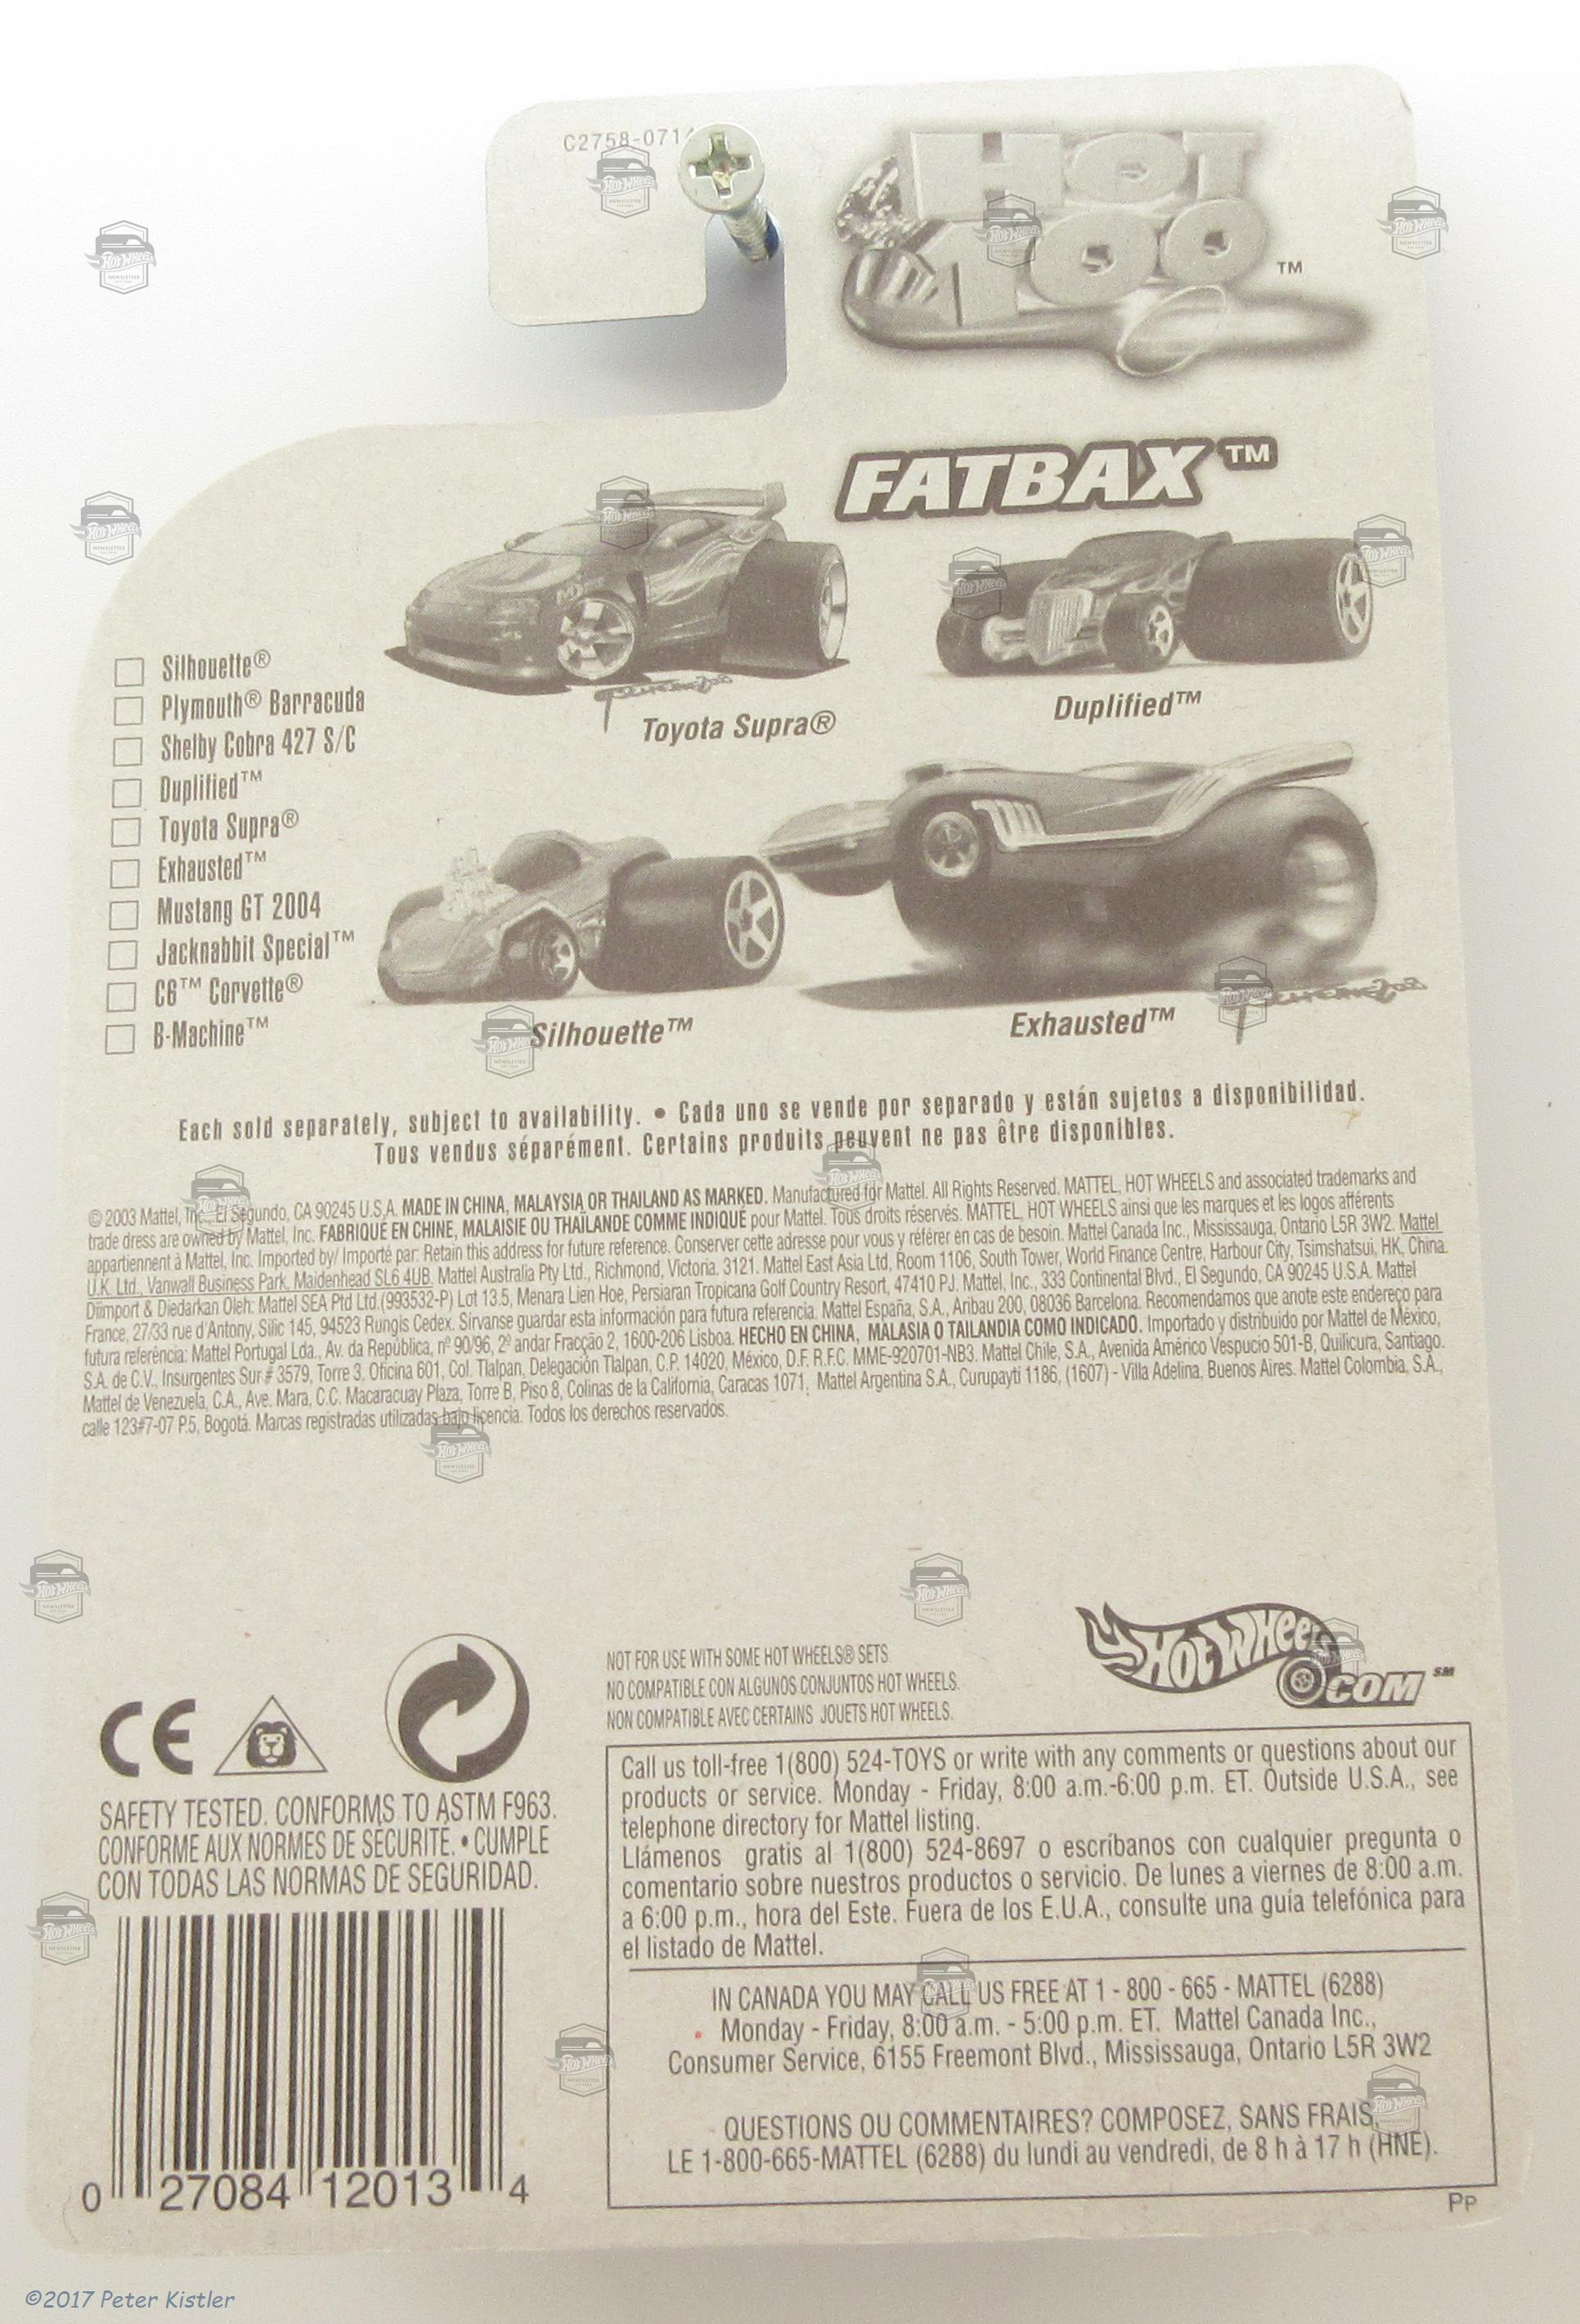 C2758-071
HOT
100
TM
FATBAX™
Silhouette®
Plymouth® Barracuda
Shelby Cobra 427 S/C
Duplified™
Toyota Supra®
Exhausted™
Mustang GT 2004
Jacknabbit Special™
C6™ Corvette®
B-Machine™
Toyota Supra®
Duplified™
Silhouette™
Exhausted™
Each sold separately, subject to availability. • Cada uno se vende por separado y están sujetos a disponibilidad.
Tous vendus séparément. Certains produits peuvent ne pas être disponibles.
© 2003 Mattel, Inc. El Segundo, CA 90245 U.S.A. MADE IN CHINA, MALAYSIA OR THAILAND AS MARKED. Manufactured for Mattel. All Rights Reserved. MATTEL, HOT WHEELS and associated trademarks and
trade dress are owned by Mattel, Inc. FABRIQUÉ EN CHINE, MALAISIE OU THAÏLANDE COMME INDIQUÉ pour Mattel. Tous droits réservés. MATTEL, HOT WHEELS ainsi que les marques et les logos afférents
appartiennent à Mattel, Inc. Imported by/ Importé par: Retain this address for future reference. Conserver cette adresse pour vous y référer en cas de besoin. Mattel Canada Inc., Mississauga, Ontario L5R 3W2. Mattel
U.K. Ltd., Vanwall Business Park, Maidenhead SL6 4UB. Mattel Australia Pty Ltd., Richmond, Victoria. 3121. Mattel East Asia Ltd, Room 1106, South Tower, World Finance Centre, Harbour City, Tsimshatsui, HK, China.
Diimport & Diedarkan Oleh: Mattel SEA Ptd Ltd.(993532-P) Lot 13.5, Menara Lien Hoe, Persiaran Tropicana Golf Country Resort, 47410 PJ. Mattel, Inc., 333 Continental Blvd., El Segundo, CA 90245 U.S.A. Mattel
France, 27/33 rue d'Antony, Silic 145, 94523 Rungis Cedex. Sírvanse guardar esta información para futura referencia. Mattel España, S.A., Aribau 200, 08036 Barcelona. Recomendamos que anote este endereço para
futura referência: Mattel Portugal Lda., Av. da República, nº 90/96, 2º andar Fracção 2, 1600-206 Lisboa. HECHO EN CHINA, MALASIA O TAILANDIA COMO INDICADO. Importado y distribuido por Mattel de México,
S.A. de C.V., Insurgentes Sur # 3579, Torre 3, Oficina 601, Col. Tlalpan, Delegación Tlalpan, C.P. 14020, México, D.F. R.F.C. MME-920701-NB3. Mattel Chile, S.A., Avenida Américo Vespucio 501-B, Quilicura, Santiago.
Mattel de Venezuela, C.A., Ave. Mara, C.C. Macaracuay Plaza, Torre B, Piso 8, Colinas de la California, Caracas 1071. Mattel Argentina S.A., Curupaytí 1186, (1607) - Villa Adelina, Buenos Aires. Mattel Colombia, S.A.,
calle 123#7-07 P.5, Bogotá. Marcas registradas utilizadas bajo licencia. Todos los derechos reservados.
NOT FOR USE WITH SOME HOT WHEELS® SETS
NO COMPATIBLE CON ALGUNOS CONJUNTOS HOT WHEELS.
NON COMPATIBLE AVEC CERTAINS JOUETS HOT WHEELS.
Hot Wheels
.COM SM
CE
SAFETY TESTED. CONFORMS TO ASTM F963.
CONFORME AUX NORMES DE SÉCURITÉ. • CUMPLE
CON TODAS LAS NORMAS DE SEGURIDAD.
0 27084 12013 4
Call us toll-free 1(800) 524-TOYS or write with any comments or questions about our
products or service. Monday - Friday, 8:00 a.m.-6:00 p.m. ET. Outside U.S.A., see
telephone directory for Mattel listing.
Llámenos gratis al 1(800) 524-8697 o escríbanos con cualquier pregunta o
comentario sobre nuestros productos o servicio. De lunes a viernes de 8:00 a.m.
a 6:00 p.m., hora del Este. Fuera de los E.U.A., consulte una guía telefónica para
el listado de Mattel.
IN CANADA YOU MAY CALL US FREE AT 1 - 800 - 665 - MATTEL (6288)
Monday - Friday, 8:00 a.m. - 5:00 p.m. ET. Mattel Canada Inc.,
Consumer Service, 6155 Freemont Blvd., Mississauga, Ontario L5R 3W2
QUESTIONS OU COMMENTAIRES? COMPOSEZ, SANS FRAIS,
LE 1-800-665-MATTEL (6288) du lundi au vendredi, de 8 h à 17 h (HNE).
PP
©2017 Peter Kistler